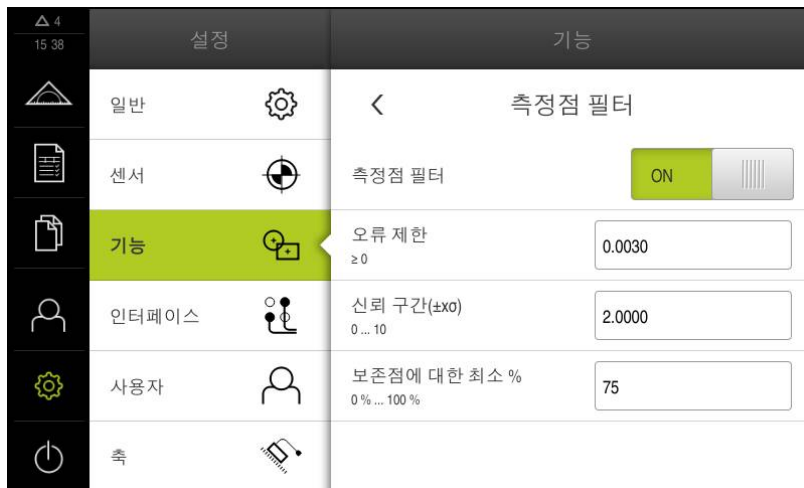 4
15 38
설정
기능
일반
센서
기능
인터페이스
사용자
축
측정점 필터
측정점 필터
ON
오류 제한
≥ 0
0.0030
신뢰 구간(±xσ)
0 ... 10
2.0000
보존점에 대한 최소 %
0 % ... 100 %
75